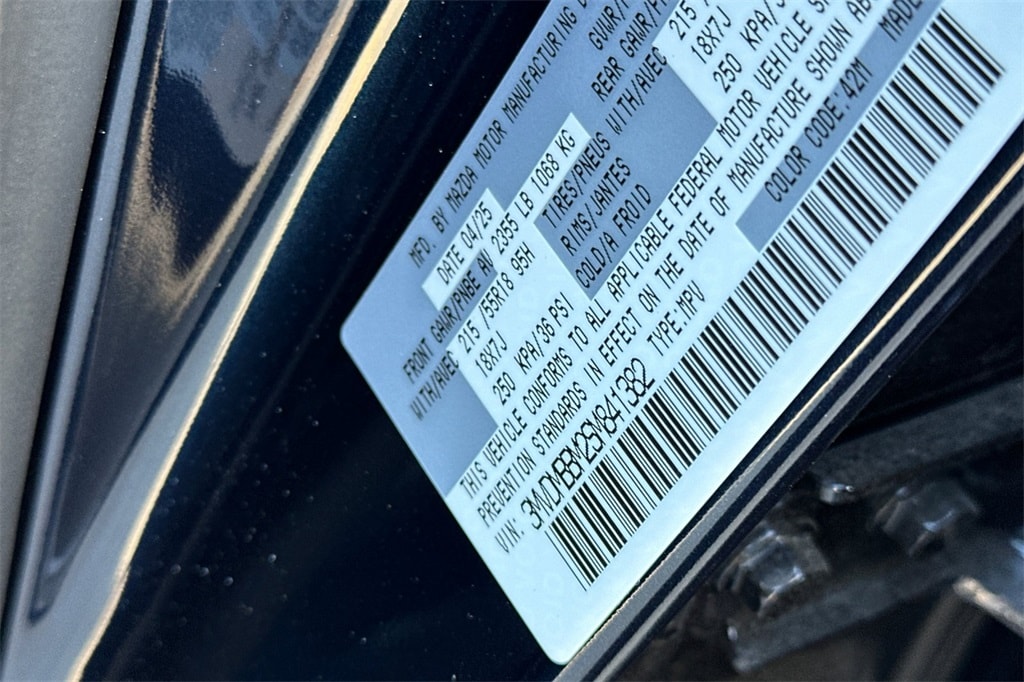 MFD. BY MAZDA MOTOR MANUFACTURING D
DATE 04/25
GVWR/
FRONT GAWR/PNBE AV 2355 LB 1068 KG
REAR GAWR/P
WITH/AVEC 215 /55R18 95H
TIRES/PNEUS WITH/AVEC 215
18X7J
RIMS/JANTES 18X7J
250 KPA/36 PSI
COLD/A FROID 250 KPA/3
THIS VEHICLE CONFORMS TO ALL APPLICABLE FEDERAL MOTOR VEHICLE S
PREVENTION STANDARDS IN EFFECT ON THE DATE OF MANUFACTURE SHOWN AB
VIN: 3MVDMBBM2SM841382 TYPE:MPV
COLOR CODE:42M
MADE